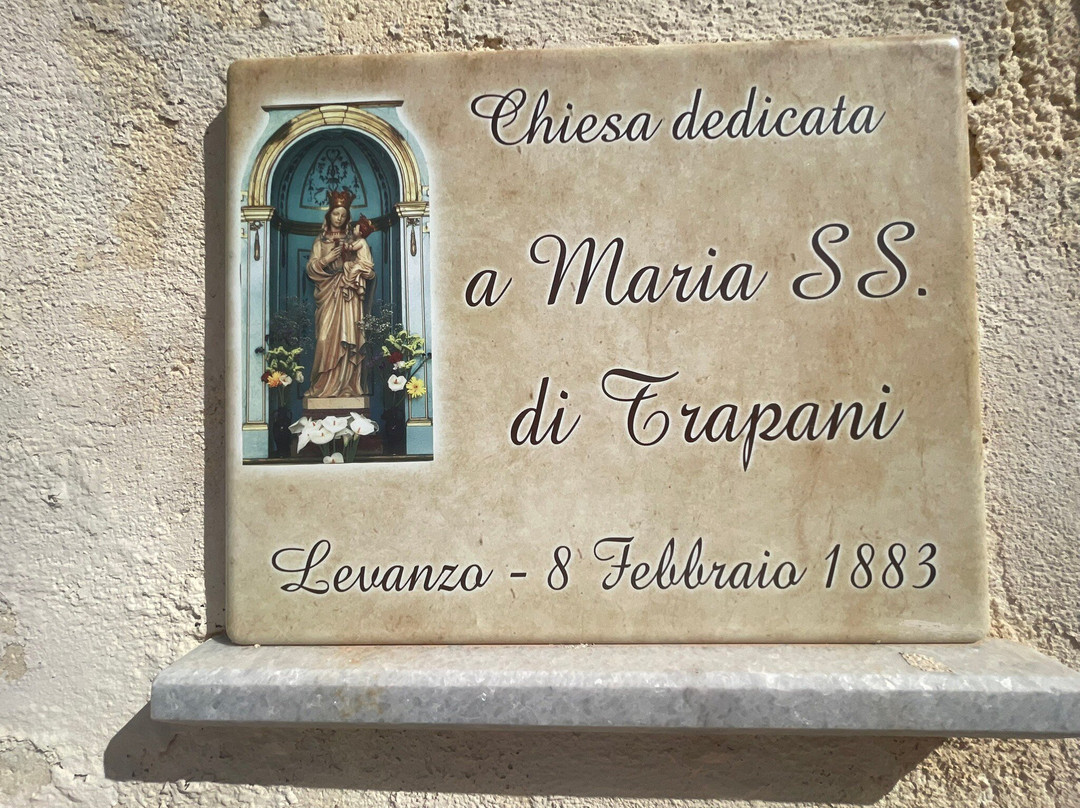 Chiesa dedicata
a Maria SS.
di Trapani
Levanzo - 8 Febbraio 1883